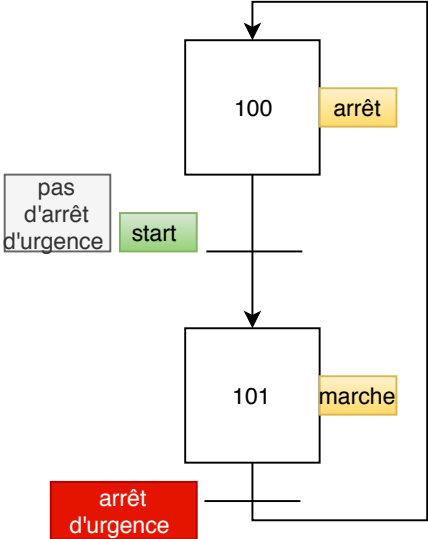 100
arrêt
pas
d'arrêt
d'urgence
start
101
marche
arrêt
d'urgence